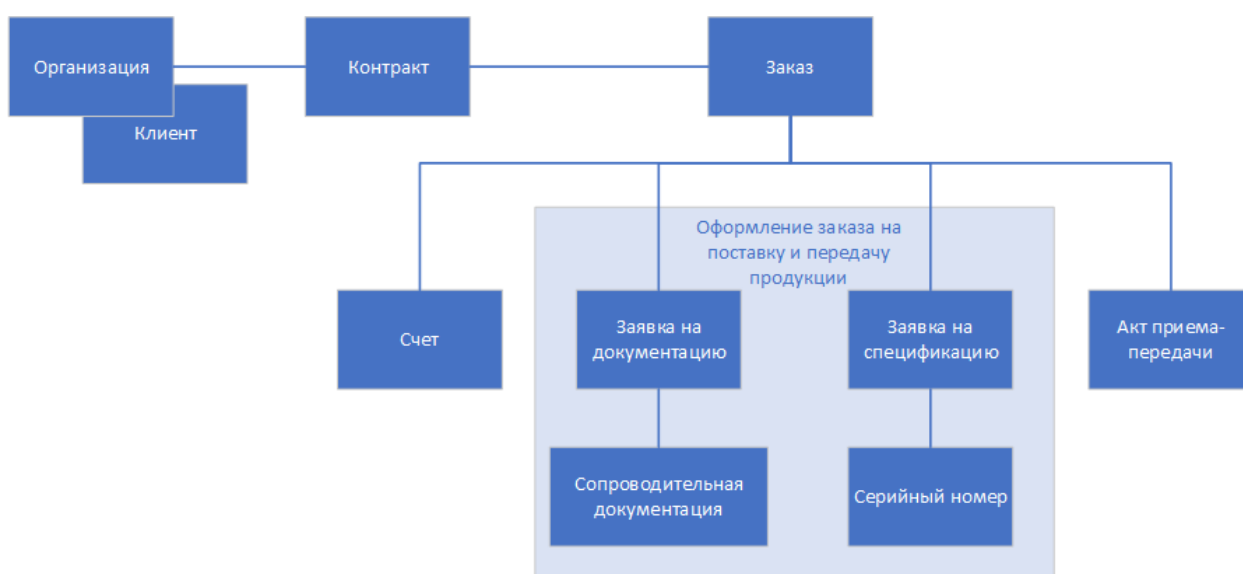 Организация
Контракт
Заказ
Клиент
Оформление заказа на
поставку и передачу
продукции
Счет
Заявка на
документацию
Заявка на
спецификацию
Акт приема-
передачи
Сопроводительная
документация
Серийный номер